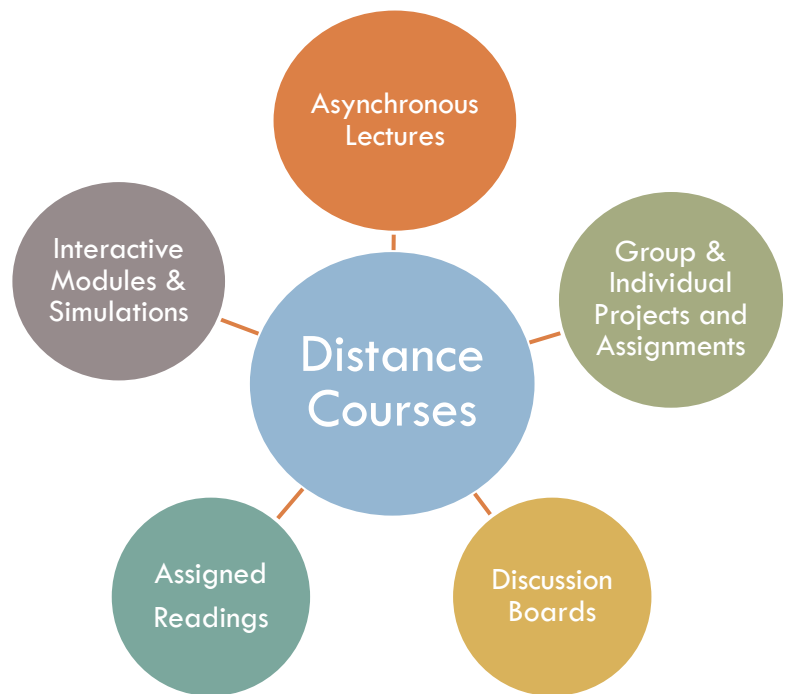 Asynchronous
Lectures
Interactive
Modules &
Simulations
Group &
Individual
Projects and
Assignments
Distance
Courses
Assigned
Readings
Discussion
Boards